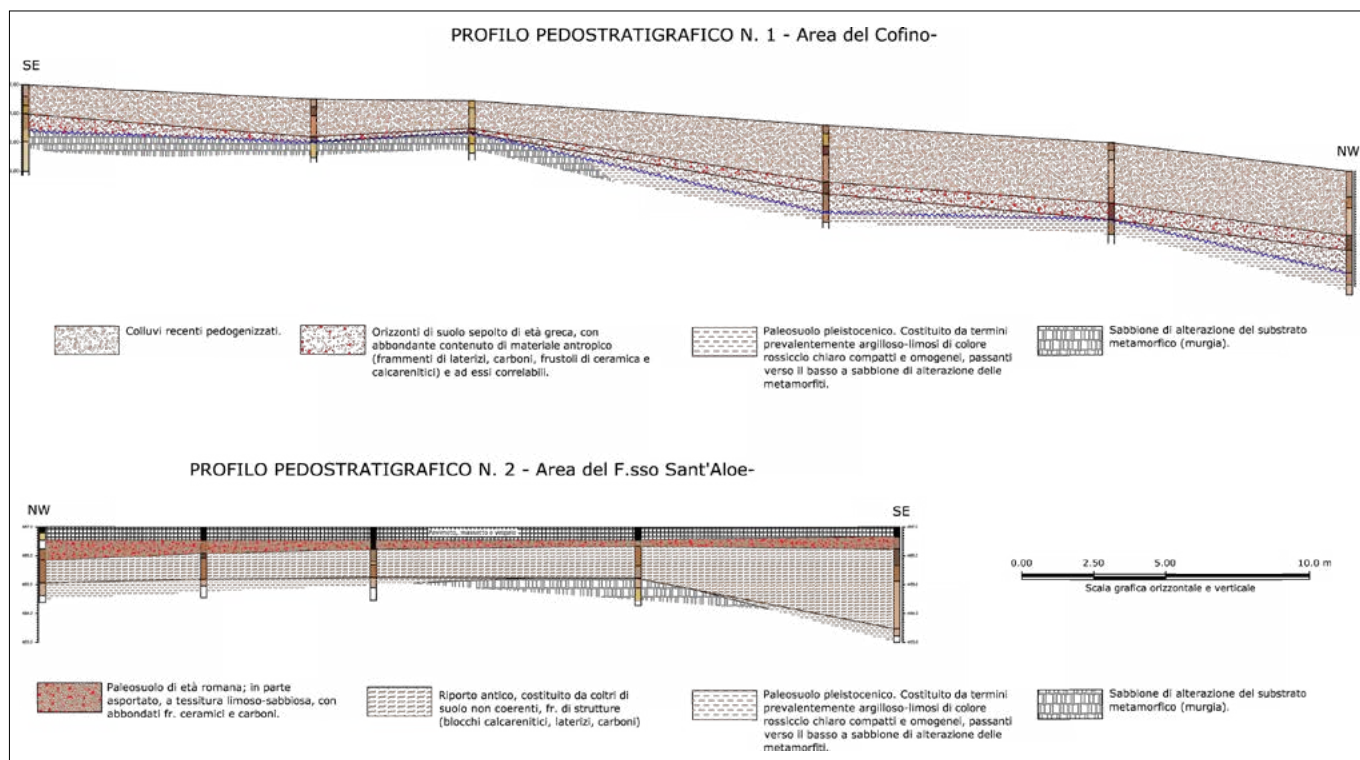 PROFILO PEDOSTRATIGRAFICO N. 1 - Area del Cofino-
SE
NW
Colluvi recenti pedogenizzati.
Orizzonti di suolo sepolto di età greca, con
abbondante contenuto di materiale antropico
(frammenti di laterizi, carboni, frustoli di ceramica e
calcarenitici) e ad essi correlabili.
Paleosuolo pleistocenico. Costituito da termini
prevalentemente argilloso-limosi di colore
rossiccio chiaro compatti e omogenei, passanti
verso il basso a sabbione di alterazione delle
metamorfiti.
Sabbione di alterazione del substrato
metamorfico (murgia).
PROFILO PEDOSTRATIGRAFICO N. 2 - Area del F.sso Sant'Aloe-
NW
SE
Pavimento, massetto e vespaio
0.00 2.50 5.00 10.0 m
Scala grafica orizzontale e verticale
Paleosuolo di età romana; in parte
asportato, a tessitura limoso-sabbiosa, con
abbondati fr. ceramici e carboni.
Riporto antico, costituito da coltri di
suolo non coerenti, fr. di strutture
(blocchi calcarenitici, laterizi, carboni)
Paleosuolo pleistocenico. Costituito da termini
prevalentemente argilloso-limosi di colore
rossiccio chiaro compatti e omogenei, passanti
verso il basso a sabbione di alterazione delle
metamorfiti.
Sabbione di alterazione del substrato
metamorfico (murgia).